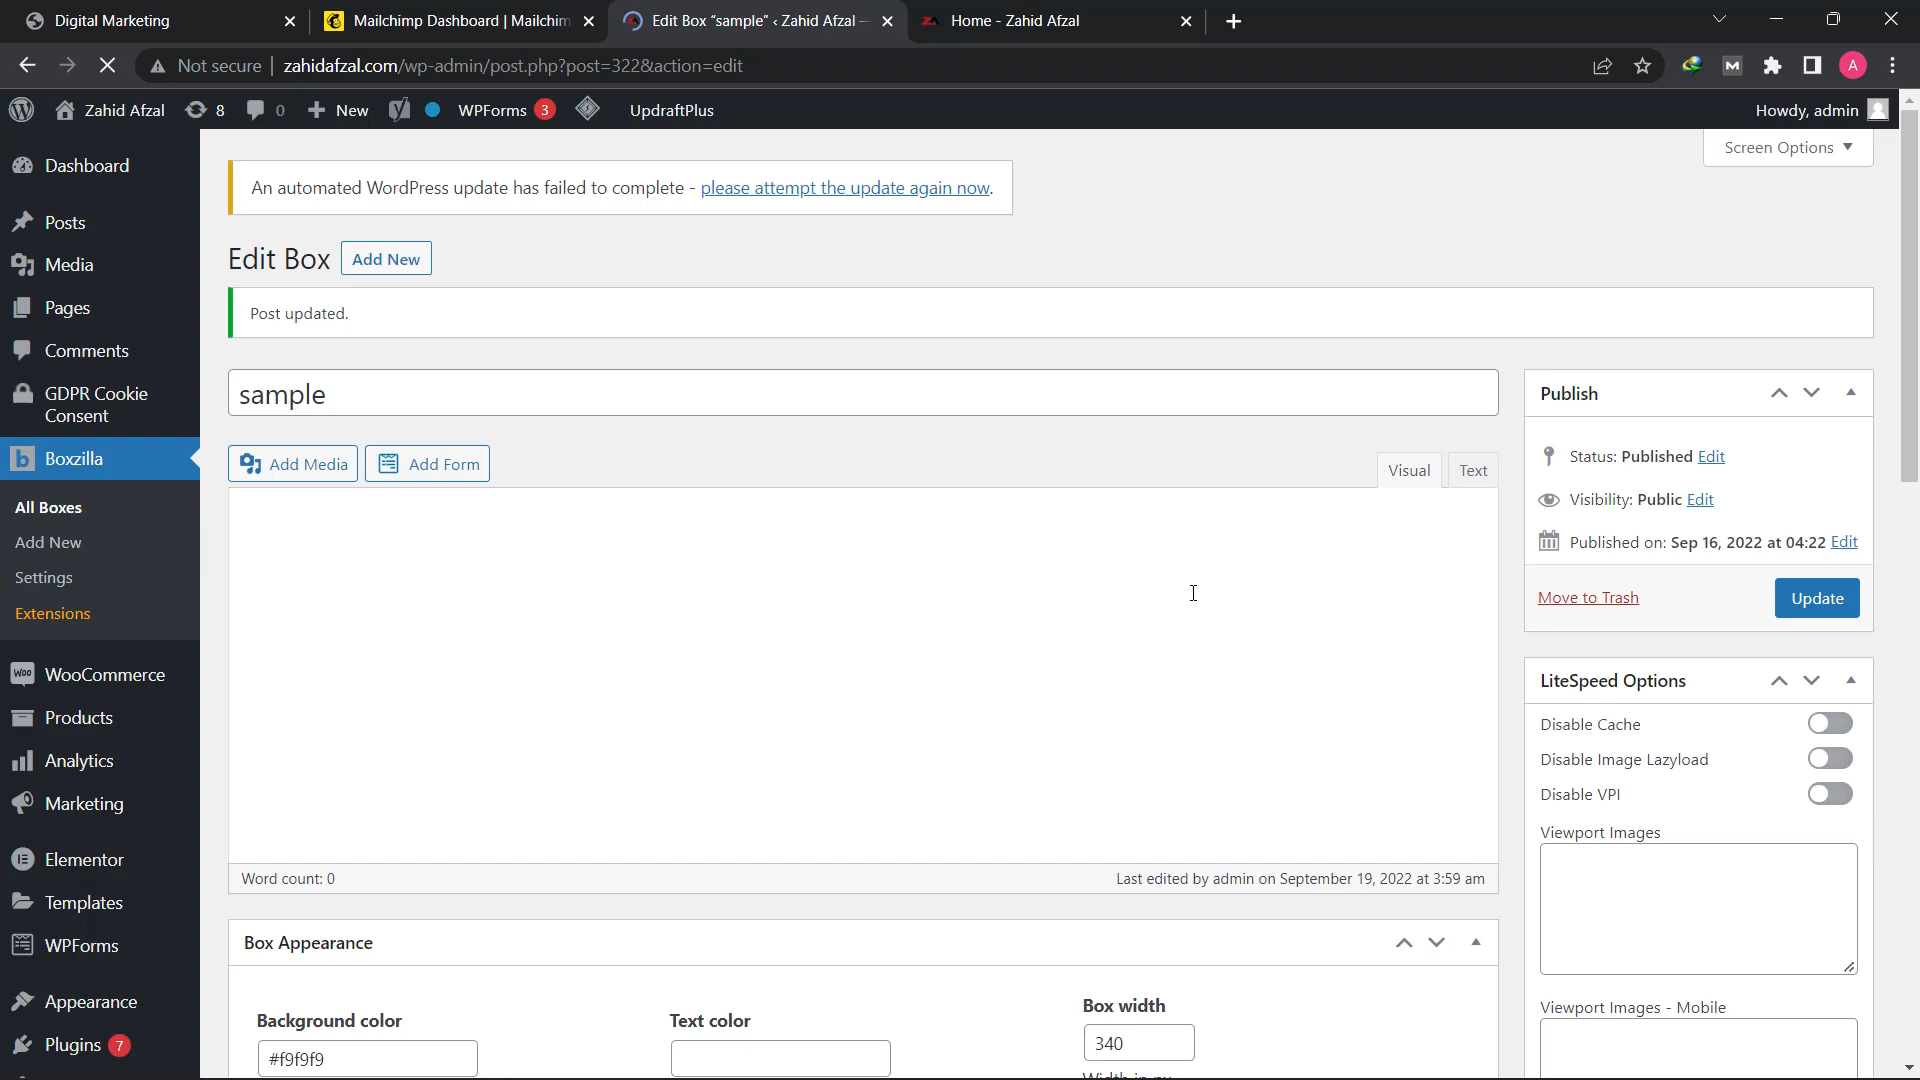 Digital Marketing
Mailchimp Dashboard | Mailchim
Edit Box “sample” ‹ Zahid Afzal —
Home - Zahid Afzal
Not secure
zahidafzal.com/wp-admin/post.php?post=322&action=edit
M
A
Zahid Afzal
8
0
New
WPForms 3
UpdraftPlus
Howdy, admin
Dashboard
Posts
Media
Pages
Comments
GDPR Cookie
Consent
b Boxzilla
All Boxes
Add New
Settings
Extensions
Woo WooCommerce
Products
Analytics
Marketing
Elementor
Templates
WPForms
Appearance
Plugins 7
Screen Options
An automated WordPress update has failed to complete - please attempt the update again now.
Edit Box
Add New
Post updated.
sample
Add Media
Add Form
Visual
Text
Word count: 0
Last edited by admin on September 19, 2022 at 3:59 am
Box Appearance
Background color
#f9f9f9
Text color
Box width
340
Width in px
Publish
Status: Published Edit
Visibility: Public Edit
Published on: Sep 16, 2022 at 04:22 Edit
Move to Trash
Update
LiteSpeed Options
Disable Cache
Disable Image Lazyload
Disable VPI
Viewport Images
Viewport Images - Mobile